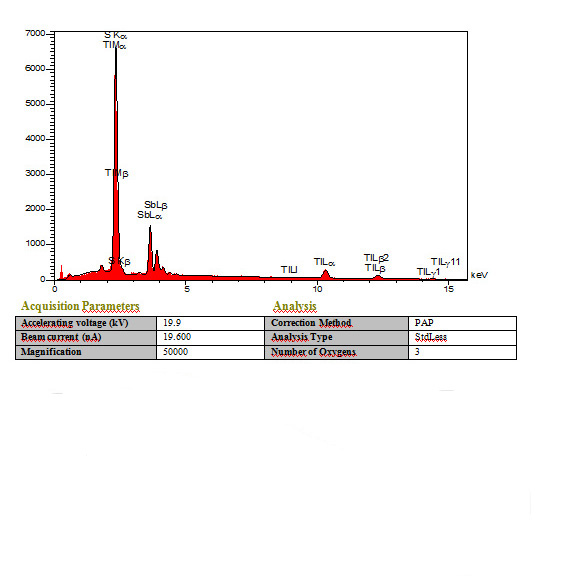 7000
S Kα
TlMα
6000
5000
4000
3000
TlMβ
SbLβ
2000
SbLα
1000
S Kβ
TlLl
TlLα
TlLβ2
TlLβ
TlLγ11
TlLγ1
keV
0
0 5 10 15
Acquisition Parameters Analysis
Accelerating voltage (kV) 19.9 Correction Method PAP
Beam current (nA) 19.600 Analysis Type StdLess
Magnification 50000 Number of Oxygens 3